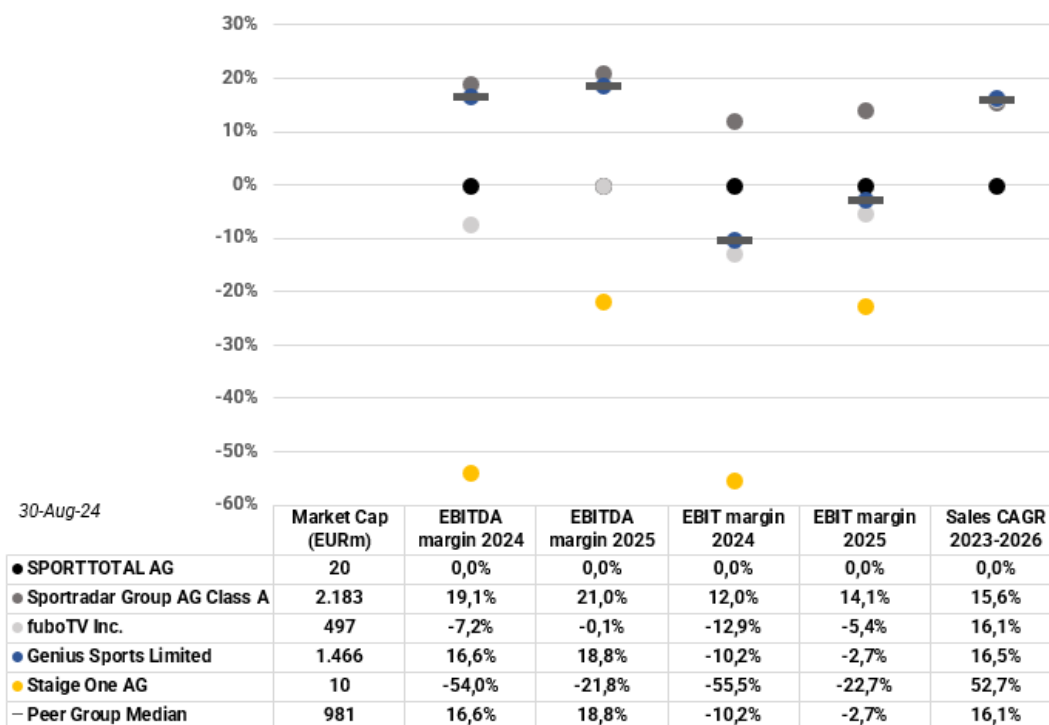 30%
20%
10%
0%
-10%
-20%
-30%
-40%
-50%
-60%
30-Aug-24
Market Cap (EURm) EBITDA margin 2024 EBITDA margin 2025 EBIT margin 2024 EBIT margin 2025 Sales CAGR 2023-2026
SPORTTOTAL AG 20 0,0% 0,0% 0,0% 0,0% 0,0%
Sportradar Group AG Class A 2.183 19,1% 21,0% 12,0% 14,1% 15,6%
fuboTV Inc. 497 -7,2% -0,1% -12,9% -5,4% 16,1%
Genius Sports Limited 1.466 16,6% 18,8% -10,2% -2,7% 16,5%
Staige One AG 10 -54,0% -21,8% -55,5% -22,7% 52,7%
Peer Group Median 981 16,6% 18,8% -10,2% -2,7% 16,1%